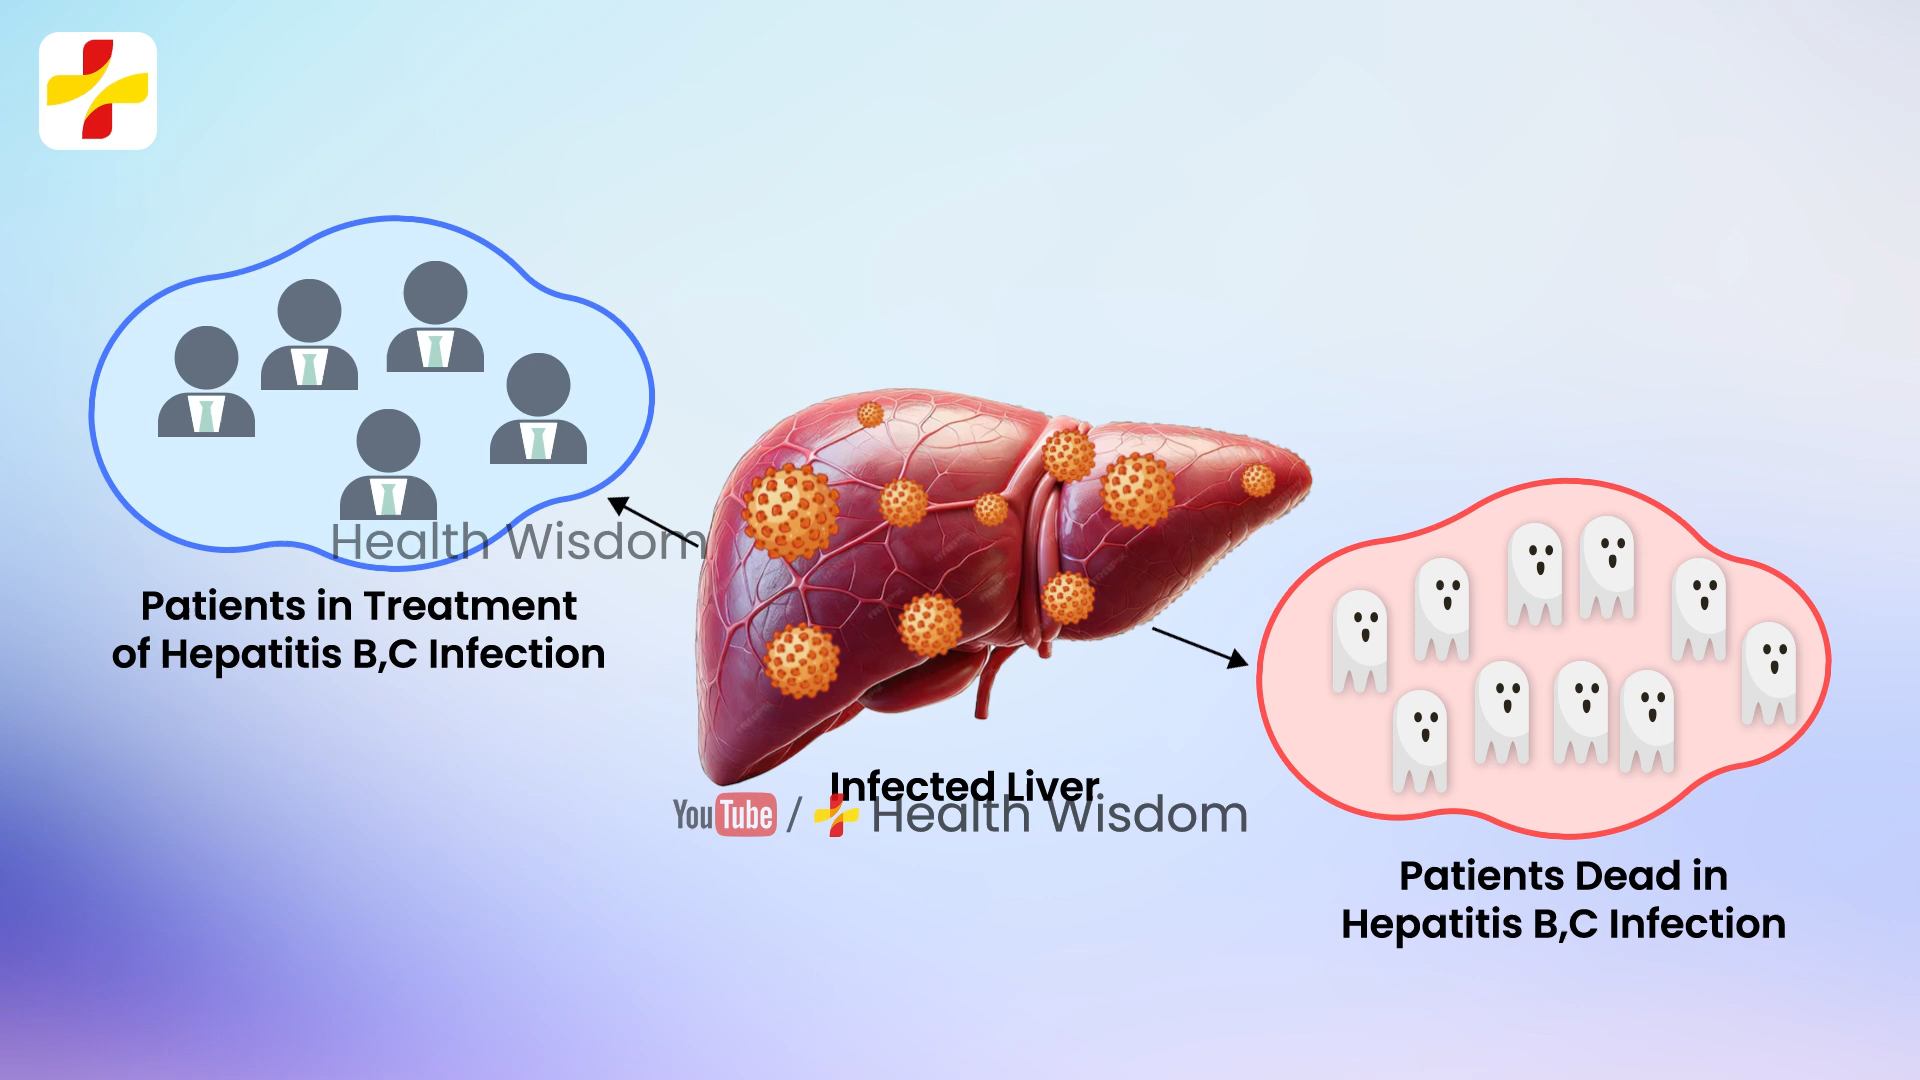 Health Wisdom
Patients in Treatment
of Hepatitis B,C Infection
Infected Liver
YouTube / Health Wisdom
Patients Dead in
Hepatitis B,C Infection